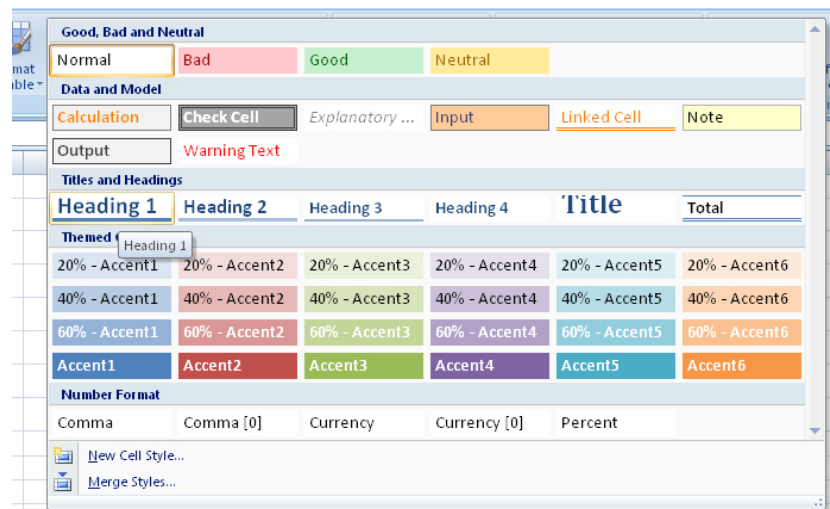 Good, Bad and Neutral
mat
ble
Normal Bad Good Neutral
Data and Model
Calculation Check Cell Explanatory ... Input Linked Cell Note
Output Warning Text
Titles and Headings
Heading 1 Heading 2 Heading 3 Heading 4 Title Total
Themed
Heading 1
20% - Accent1 20% - Accent2 20% - Accent3 20% - Accent4 20% - Accent5 20% - Accent6
40% - Accent1 40% - Accent2 40% - Accent3 40% - Accent4 40% - Accent5 40% - Accent6
60% - Accent1 60% - Accent2 60% - Accent3 60% - Accent4 60% - Accent5 60% - Accent6
Accent1 Accent2 Accent3 Accent4 Accent5 Accent6
Number Format
Comma Comma [0] Currency Currency [0] Percent
New Cell Style...
Merge Styles...